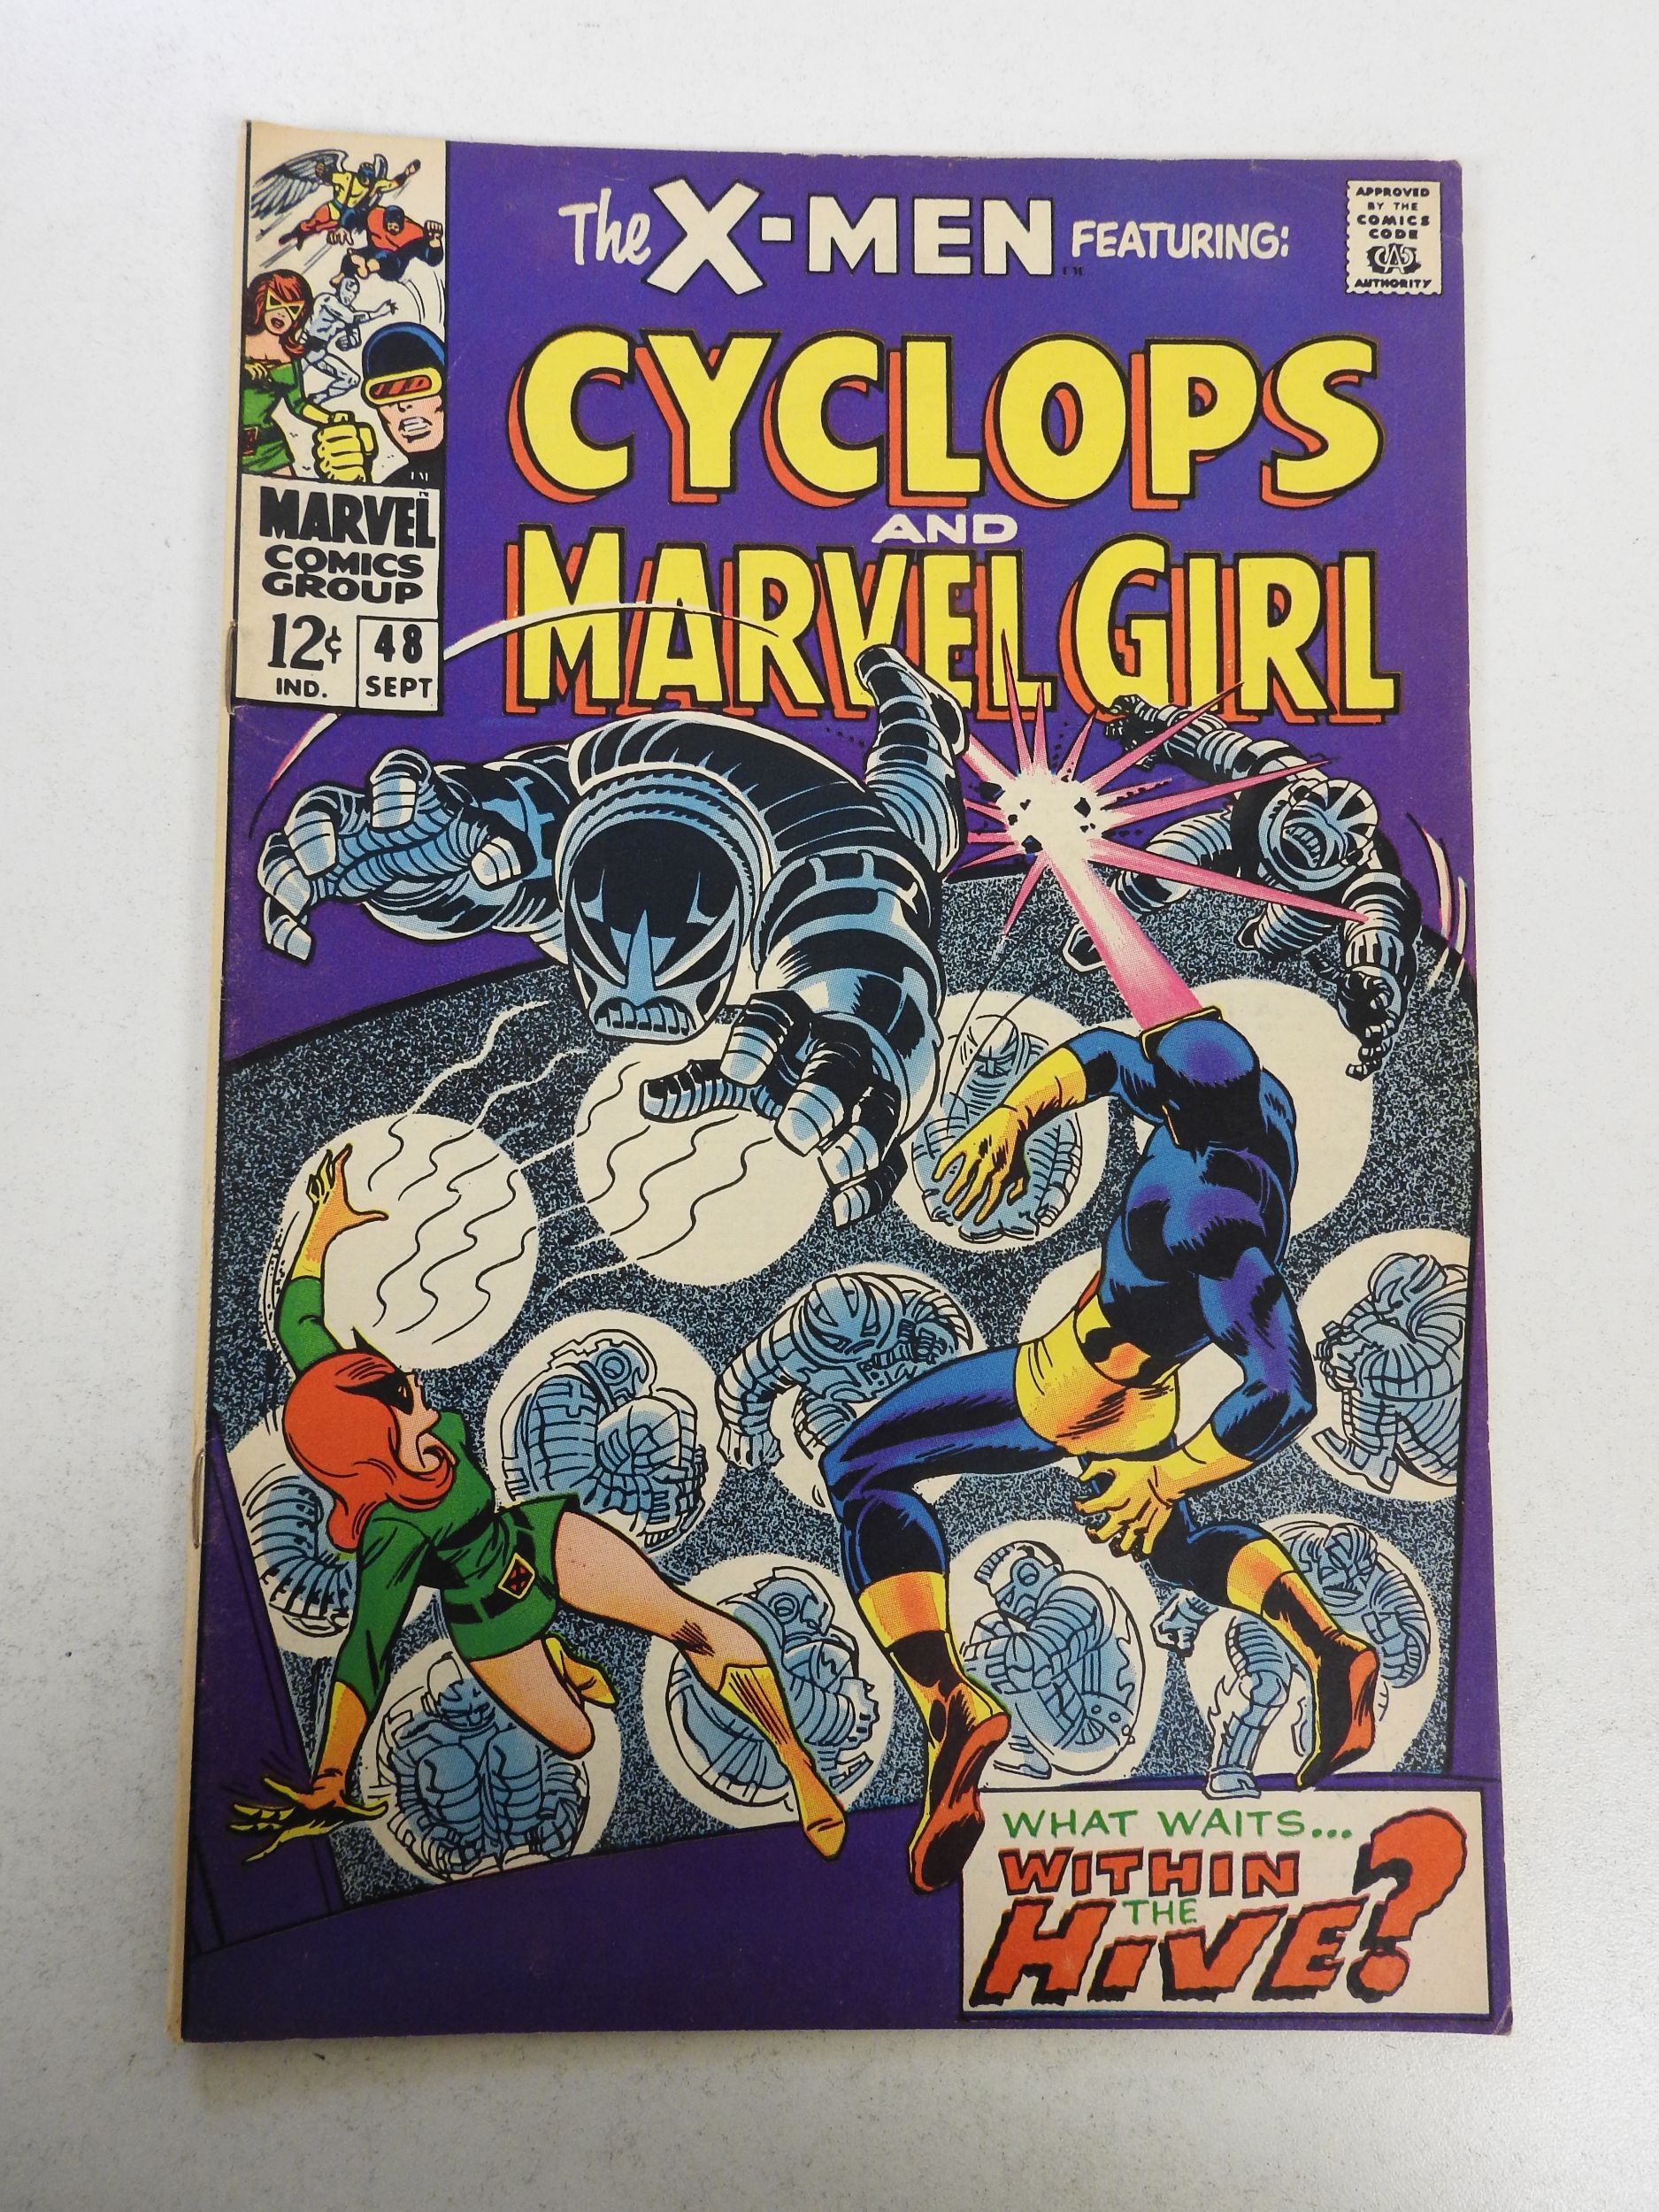 The X-MEN FEATURING:
APPROVED
BY THE
COMICS
CODE
CA
AUTHORITY
CYCLOPS
AND
MARVEL GIRL
MARVEL
COMICS
GROUP
12¢
IND.
48
SEPT
WHAT WAITS...
WITHIN
THE
HIVE?